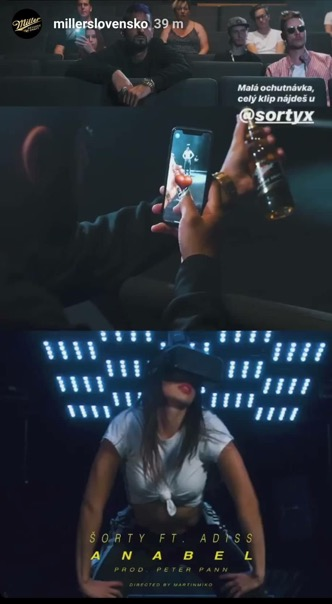 Miller
millerslovensko 39 m
Malá ochutnávka,
celý klip nájdeš u
@sortyx
ŠORTY FT. ADISS
ANABEL
PROD. PETER PANN
DIRECTED BY MARTINMIKO